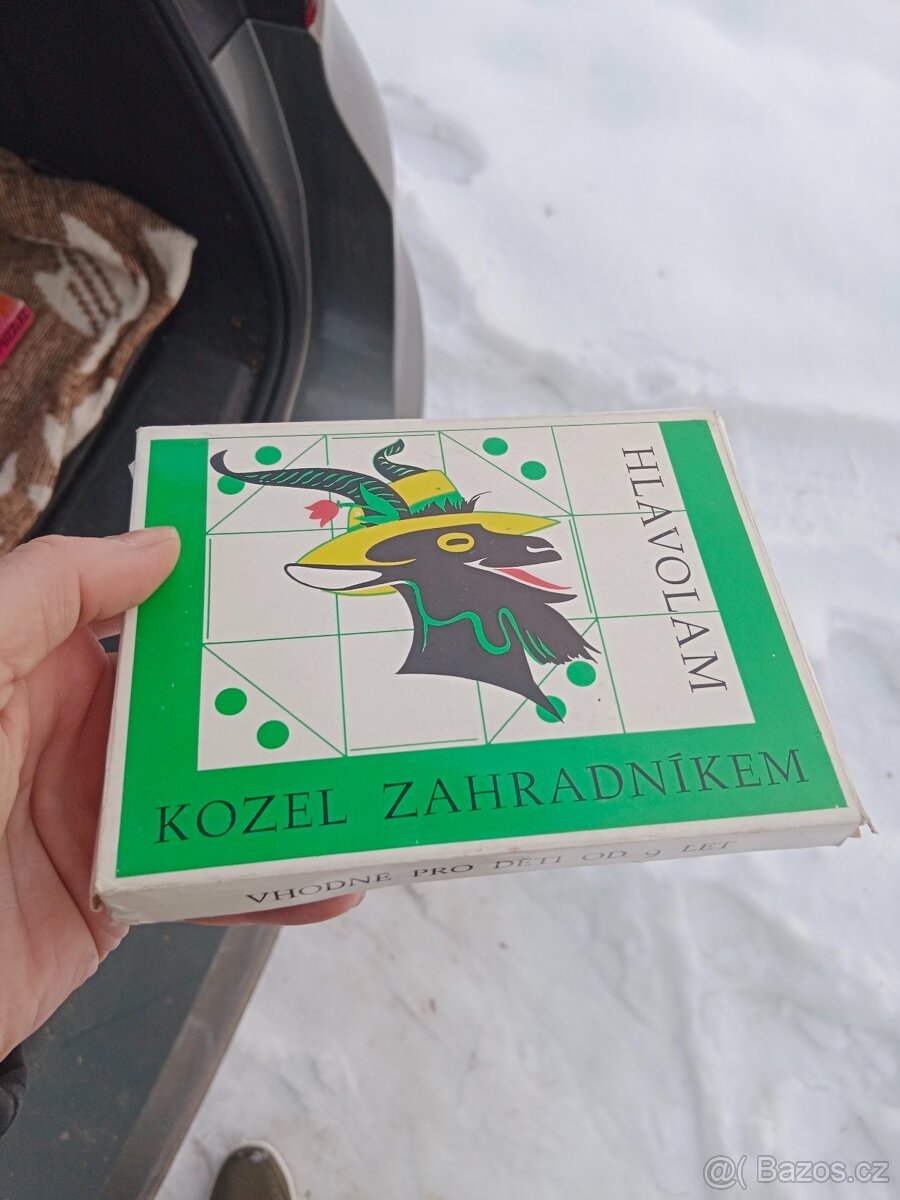 HLAVOLAM
KOZEL ZAHRADNÍKEM
VHODNÉ PRO DĚTI OD 9 LET
@( Bazos.cz